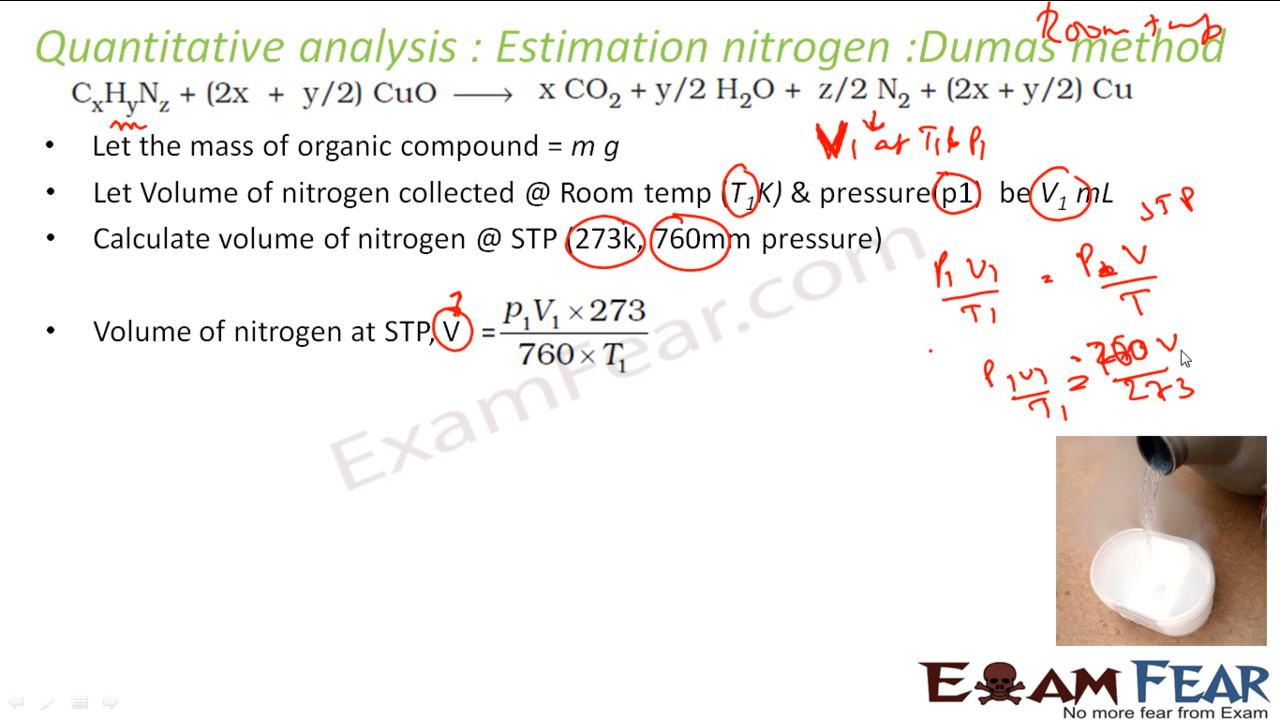 Room temp
Quantitative analysis : Estimation nitrogen :Dumas method
CxHyNz + (2x + y/2) CuO ⟶ x CO2 + y/2 H2O + z/2 N2 + (2x + y/2) Cu
m
• Let the mass of organic compound = m g
V1 at T1 & P1
• Let Volume of nitrogen collected @ Room temp (T1K) & pressure(p1) be V1 mL
STP
• Calculate volume of nitrogen @ STP (273k, 760mm pressure)
P1 V1 / T1 = P V / T
?
• Volume of nitrogen at STP, V = p1V1 × 273 / 760 × T1
P1V1 / T1 = 760 V / 273
ExamFear.com
EXAM FEAR
No more fear from Exam